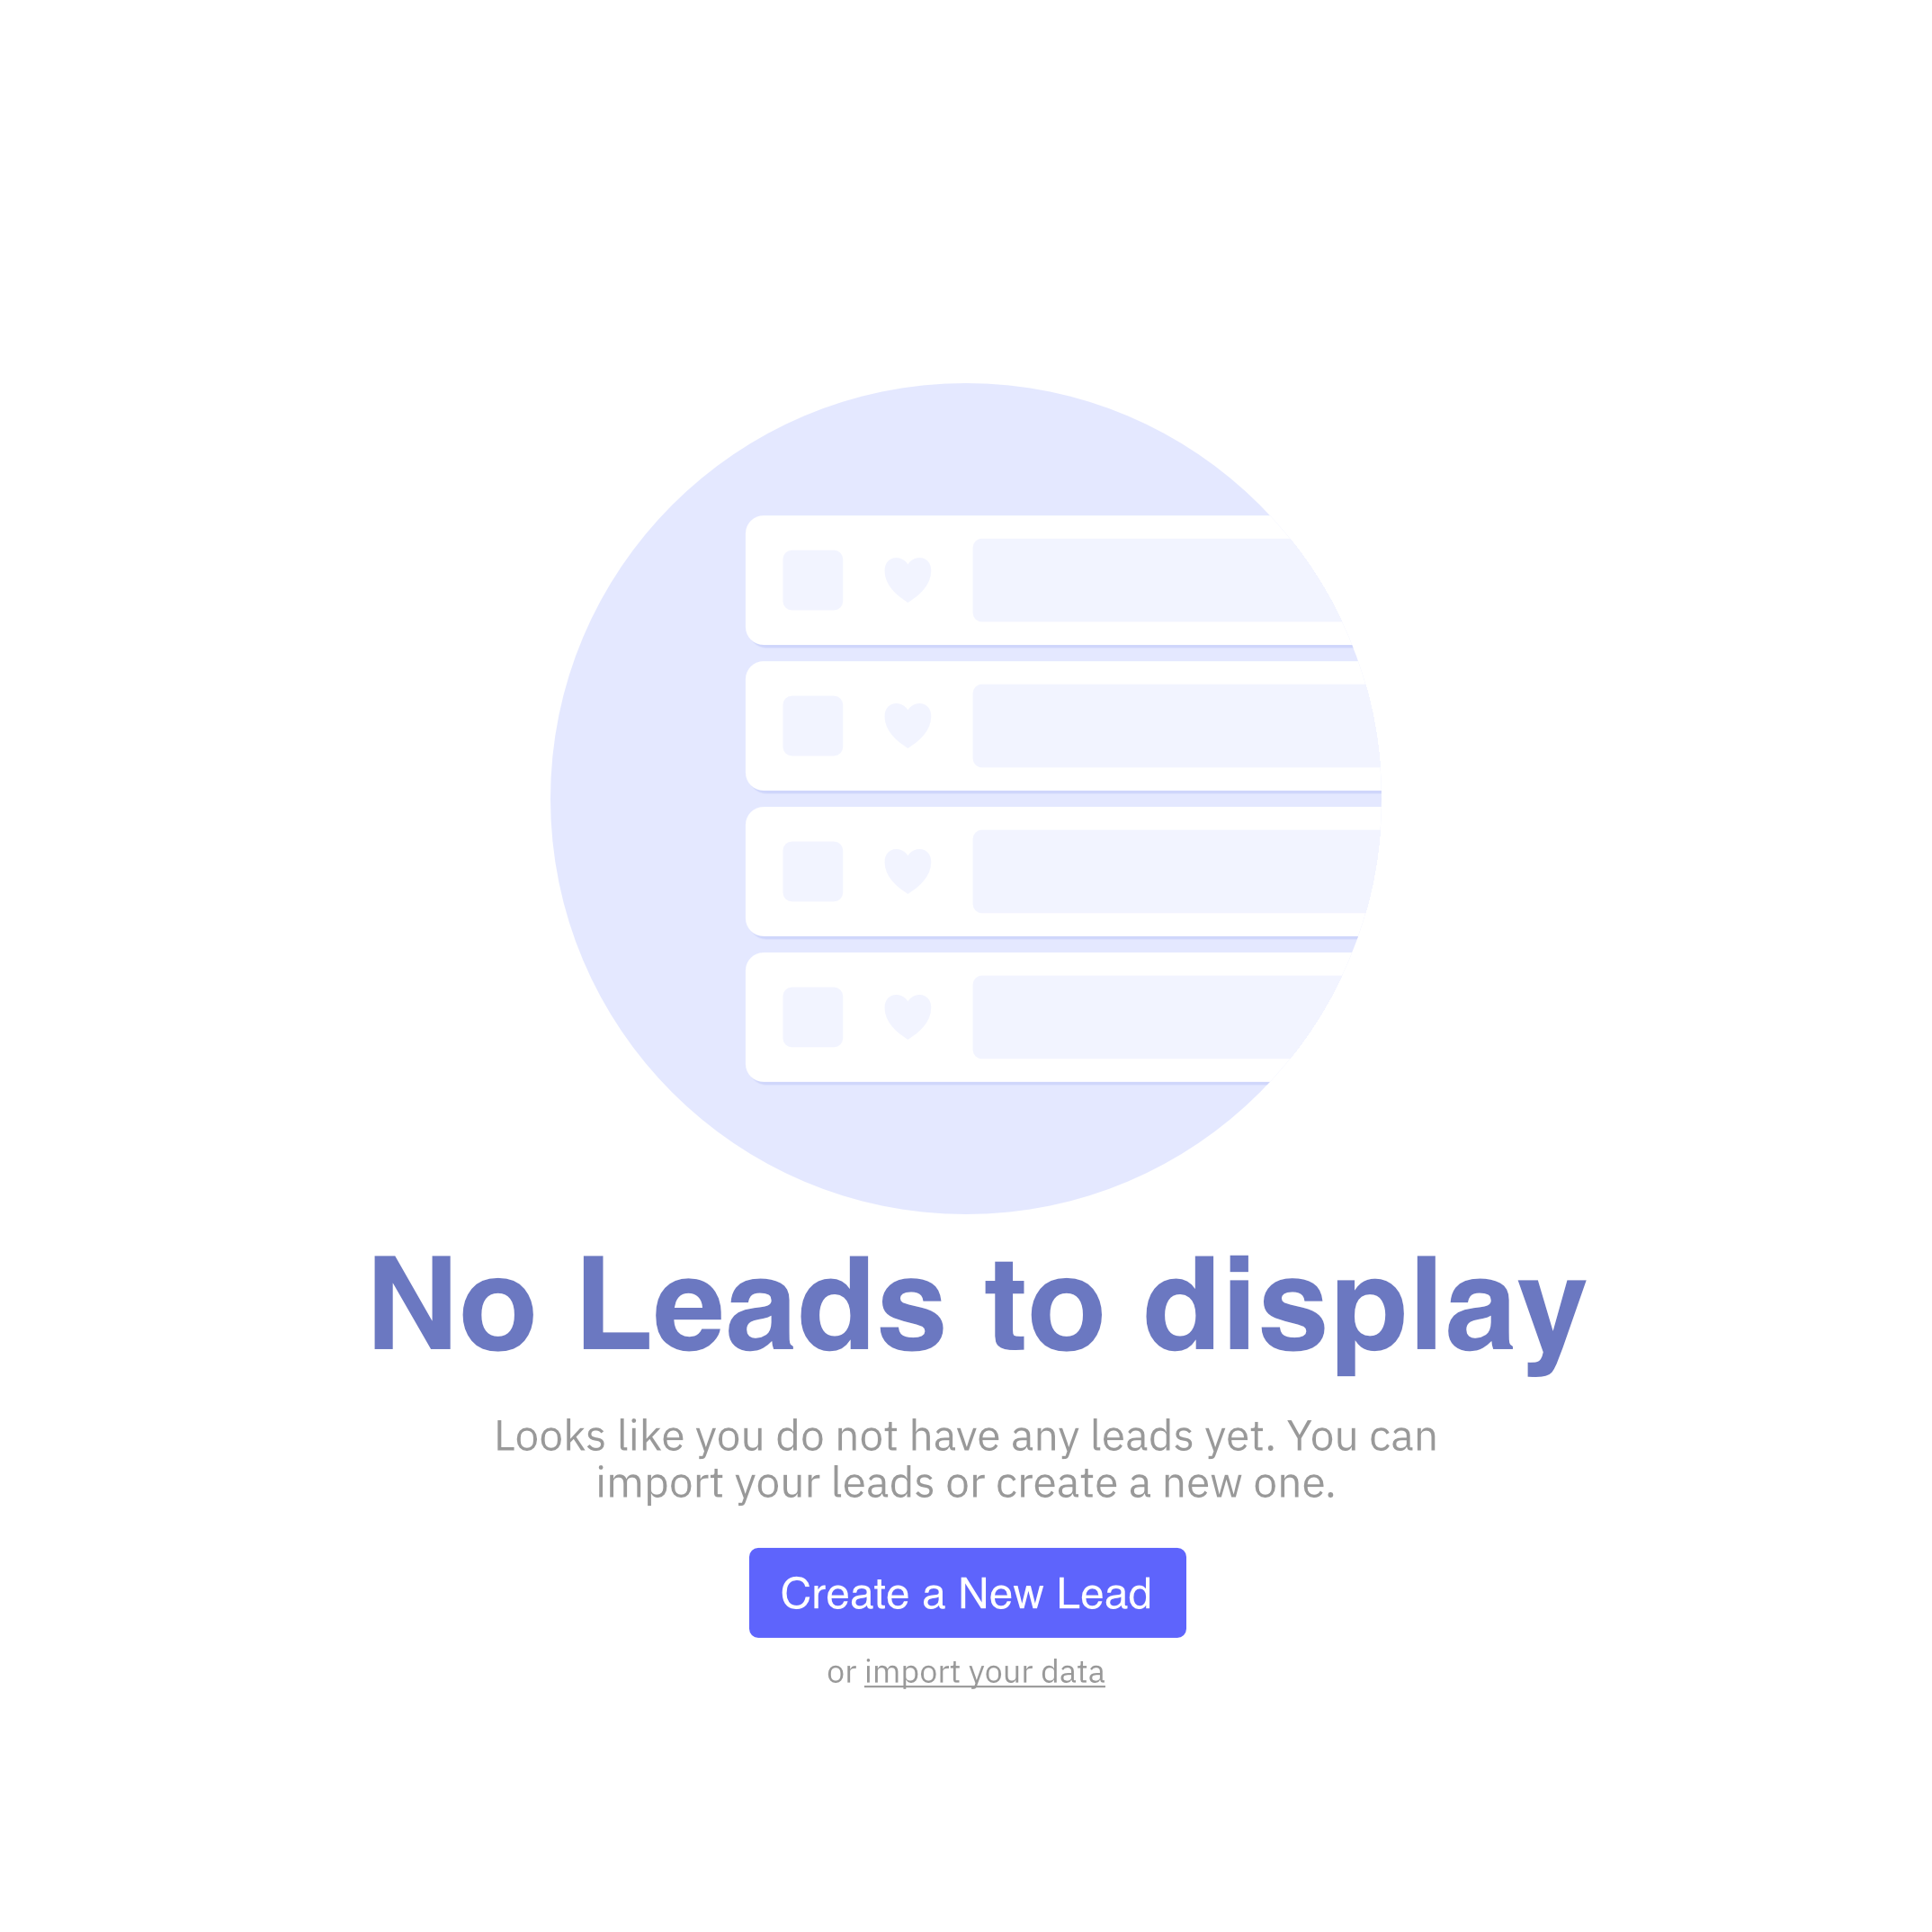 No Leads to display
Looks like you do not have any leads yet. You can
import your leads or create a new one.
Create a New Lead
or import your data